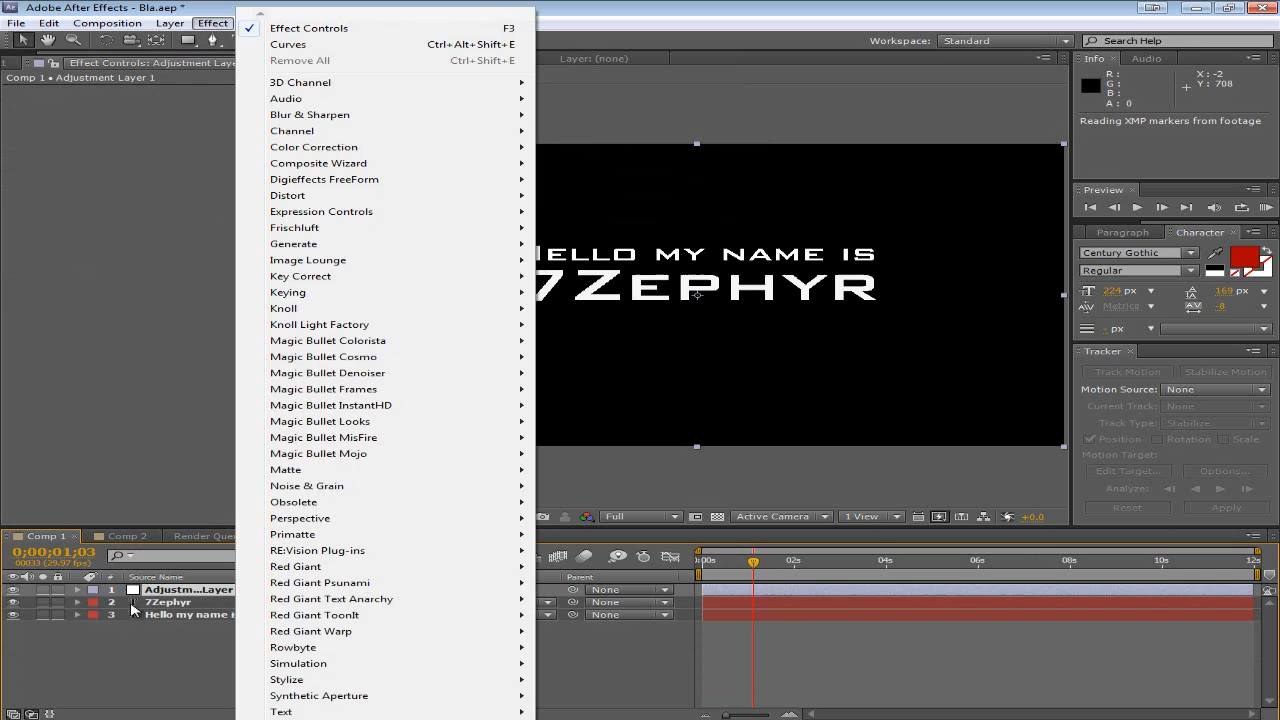 Adobe After Effects - Bla.aep *
File Edit Composition Layer Effect
Workspace: Standard Search Help
Effect Controls: Adjustment Laye
Comp 1 • Adjustment Layer 1
Effect Controls F3
Curves Ctrl+Alt+Shift+E
Remove All Ctrl+Shift+E
3D Channel
Audio
Blur & Sharpen
Channel
Color Correction
Composite Wizard
Digieffects FreeForm
Distort
Expression Controls
Frischluft
Generate
Image Lounge
Key Correct
Keying
Knoll
Knoll Light Factory
Magic Bullet Colorista
Magic Bullet Cosmo
Magic Bullet Denoiser
Magic Bullet Frames
Magic Bullet InstantHD
Magic Bullet Looks
Magic Bullet MisFire
Magic Bullet Mojo
Matte
Noise & Grain
Obsolete
Perspective
Primatte
RE:Vision Plug-ins
Red Giant
Red Giant Psunami
Red Giant Text Anarchy
Red Giant ToonIt
Red Giant Warp
Rowbyte
Simulation
Stylize
Synthetic Aperture
Text
Layer: (none)
Hello my name is
7Zephyr
Full Active Camera 1 View +0.0
Info Audio
R: X: -2
G: Y: 708
B:
A: 0
Reading XMP markers from footage
Preview
Paragraph Character
Century Gothic
Regular
224 px 169 px
Metrics -8
- px
Tracker
Track Motion Stabilize Motion
Motion Source: None
Current Track: None
Track Type: Stabilize
Position Rotation Scale
Motion Target:
Edit Target... Options...
Analyze:
Reset Apply
Comp 1 Comp 2 Render Que
0;00;01;03
00033 (29.97 fps)
# Source Name Parent
1 Adjustm...Layer None
2 7Zephyr None
3 Hello my name is None
:00s 02s 04s 06s 08s 10s 12s